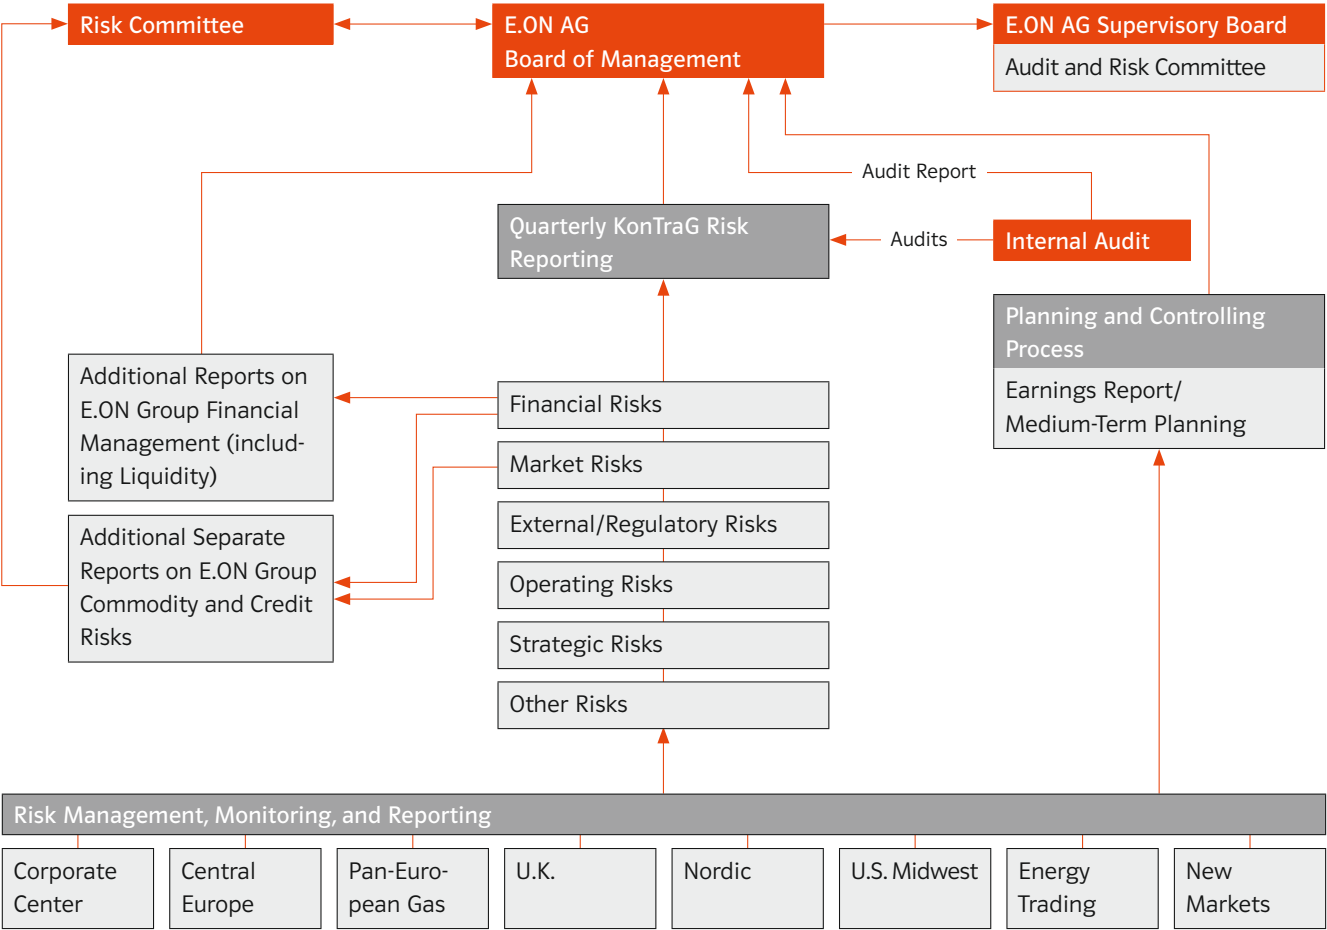 Risk Committee
E.ON AG
Board of Management
E.ON AG Supervisory Board
Audit and Risk Committee
Audit Report
Quarterly KonTraG Risk
Reporting
Audits
Internal Audit
Planning and Controlling
Process
Earnings Report/
Medium-Term Planning
Additional Reports on
E.ON Group Financial
Management (includ-
ing Liquidity)
Additional Separate
Reports on E.ON Group
Commodity and Credit
Risks
Financial Risks
Market Risks
External/Regulatory Risks
Operating Risks
Strategic Risks
Other Risks
Risk Management, Monitoring, and Reporting
Corporate
Center
Central
Europe
Pan-Euro-
pean Gas
U.K.
Nordic
U.S. Midwest
Energy
Trading
New
Markets